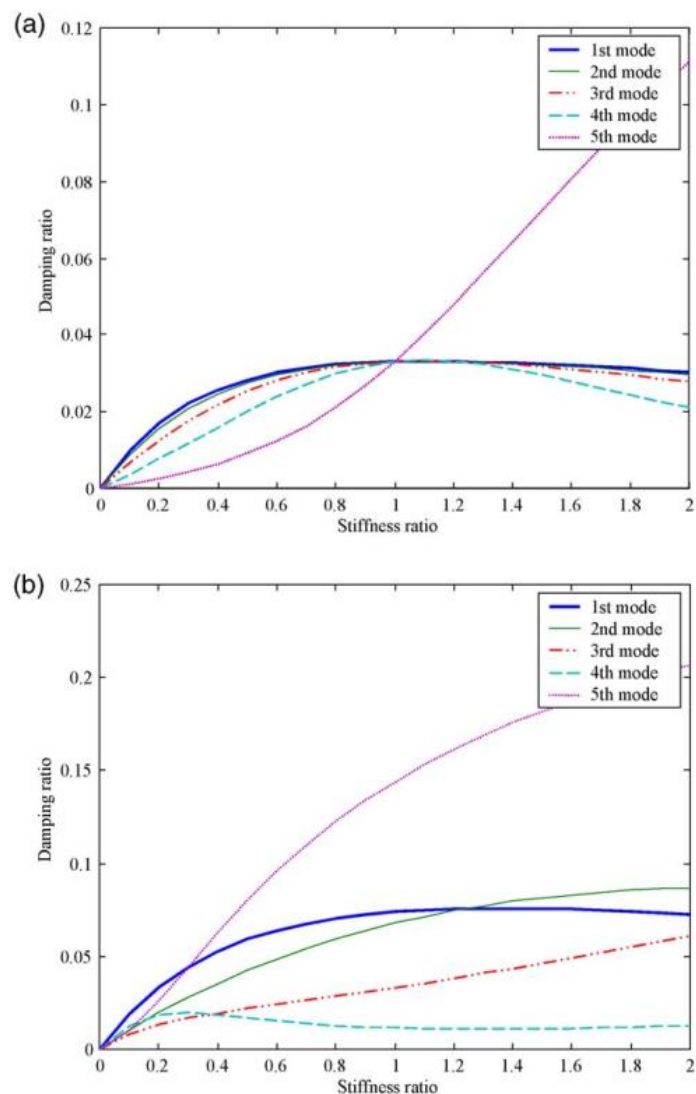 (a)
0.12
0.1
0.08
0.06
0.04
0.02
0
Damping ratio
1st mode
2nd mode
3rd mode
4th mode
5th mode
0 0.2 0.4 0.6 0.8 1 1.2 1.4 1.6 1.8 2
Stiffness ratio
(b)
0.25
0.2
0.15
0.1
0.05
0
Damping ratio
1st mode
2nd mode
3rd mode
4th mode
5th mode
0 0.2 0.4 0.6 0.8 1 1.2 1.4 1.6 1.8 2
Stiffness ratio